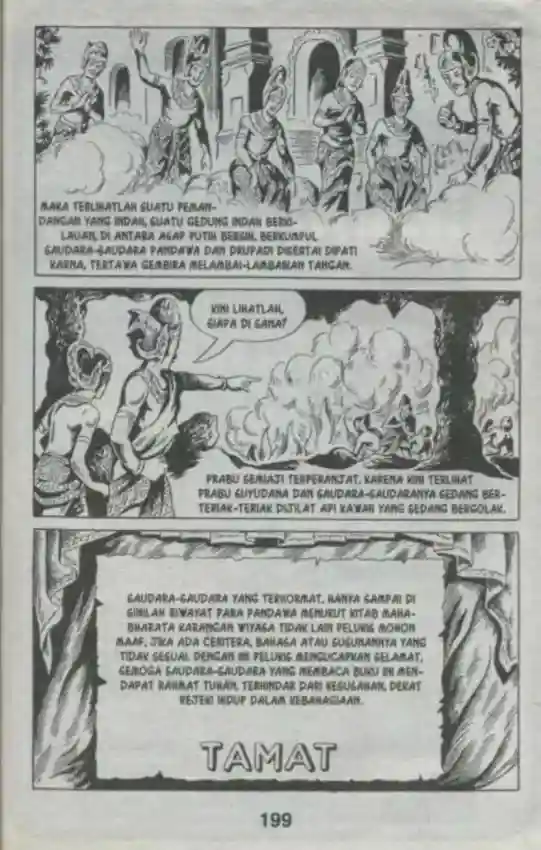 MAKA TERLIHATLAH SUATU PEMAN-
DANGAN YANG INDAH, SUATU GEDUNG INDAH BERKI-
LAUAN, DI ANTARA ASAP PUTIH BERSIH. BERKUMPUL
SAUDARA-SAUDARA PANDAWA DAN DRUPADI DISERTAI DIPATI
KARNA, TERTAWA GEMBIRA MELAMBAI-LAMBAIKAN TANGAN.
KINI LIHATLAH,
SIAPA DI SANA?
PRABU SEMIAJI TERPERANJAT. KARENA KINI TERLIHAT
PRABU SUYUDANA DAN SAUDARA-SAUDARANYA SEDANG BER-
TERIAK-TERIAK DIJILAT API KAWAH YANG SEDANG BERGOLAK.
SAUDARA-SAUDARA YANG TERHORMAT. HANYA SAMPAI DI
SINILAH RIWAYAT PARA PANDAWA MENURUT KITAB MAHA-
BHARATA KARANGAN WIYASA TIDAK LAIN PELUKIS MOHON
MAAF, JIKA ADA CERITERA, BAHASA ATAU SUSUNANNYA YANG
TIDAK SESUAI. DENGAN INI PELUKIS MENGUCAPKAN SELAMAT,
SEMOGA SAUDARA-SAUDARA YANG MEMBACA BUKU INI MEN-
DAPAT RAHMAT TUHAN, TERHINDAR DARI KESUSAHAN, DEKAT
REJEKI HIDUP DALAM KEBAHAGIAAN.
TAMAT
199